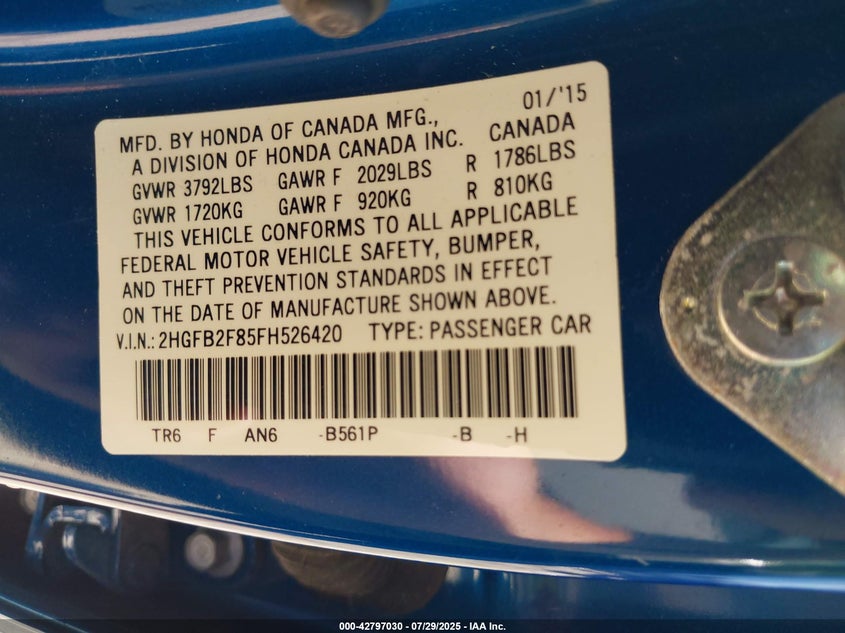 01/'15
MFD. BY HONDA OF CANADA MFG.,
A DIVISION OF HONDA CANADA INC. CANADA
GVWR 3792LBS GAWR F 2029LBS R 1786LBS
GVWR 1720KG GAWR F 920KG R 810KG
THIS VEHICLE CONFORMS TO ALL APPLICABLE
FEDERAL MOTOR VEHICLE SAFETY, BUMPER,
AND THEFT PREVENTION STANDARDS IN EFFECT
ON THE DATE OF MANUFACTURE SHOWN ABOVE.
V.I.N.: 2HGFB2F85FH526420 TYPE: PASSENGER CAR
TR6 F AN6 -B561P -B -H
000-42797030 - 07/29/2025 - IAA Inc.